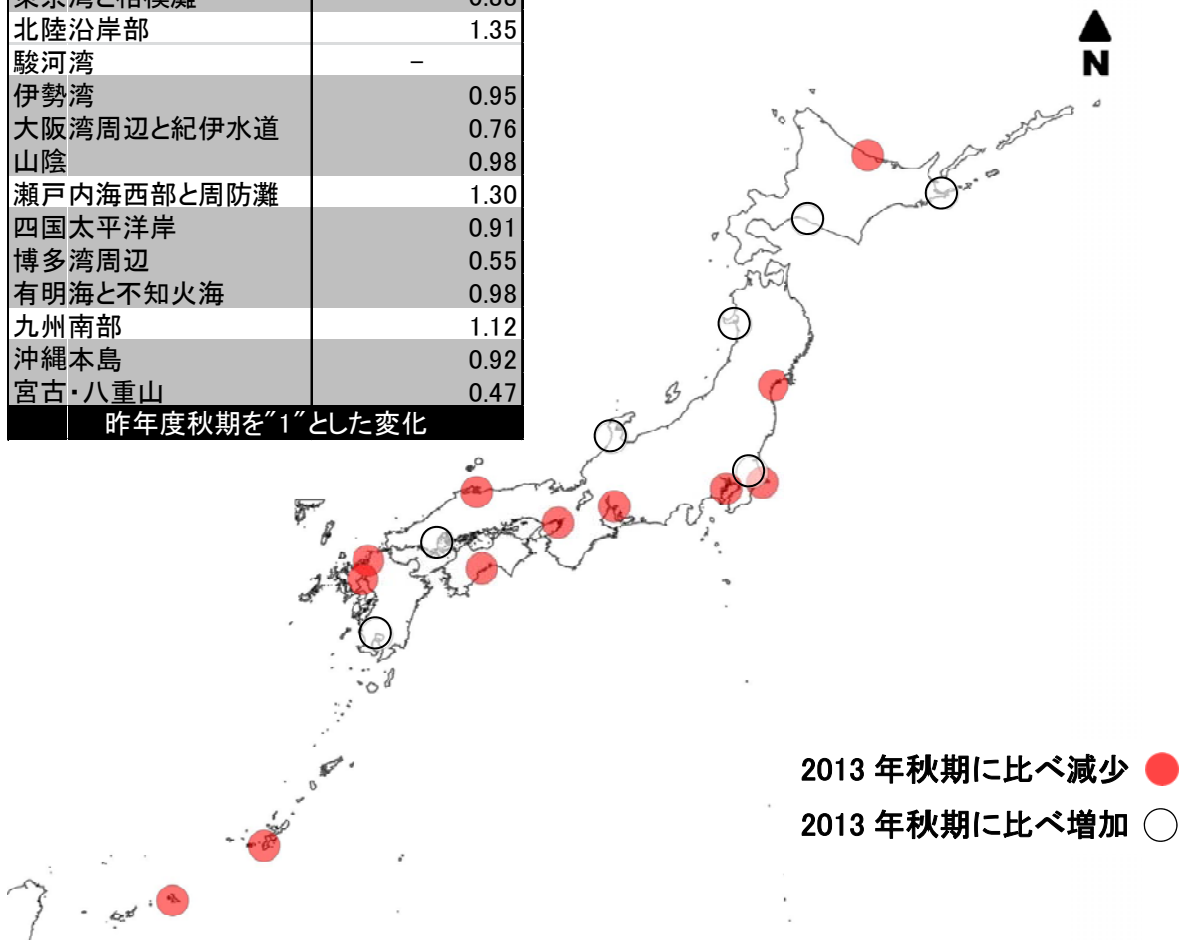 北陸沿岸部 1.35
駿河湾 -
伊勢湾 0.95
大阪湾周辺と紀伊水道 0.76
山陰 0.98
瀬戸内海西部と周防灘 1.30
四国太平洋岸 0.91
博多湾周辺 0.55
有明海と不知火海 0.98
九州南部 1.12
沖縄本島 0.92
宮古・八重山 0.47
昨年度秋期を"1"とした変化
N
2013 年秋期に比べ減少
2013 年秋期に比べ増加